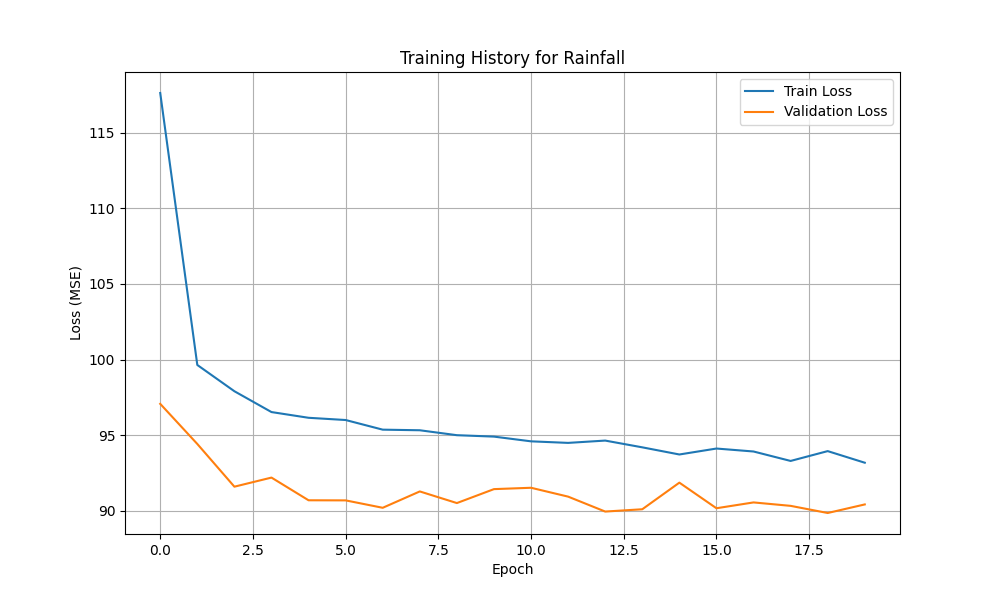 Training History for Rainfall
Train Loss
Validation Loss
Loss (MSE)
115
110
105
100
95
90
0.0 2.5 5.0 7.5 10.0 12.5 15.0 17.5
Epoch